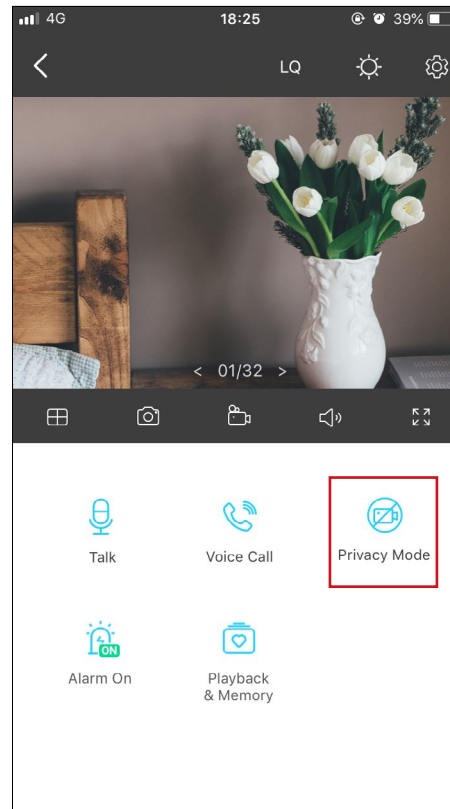 4G
18:25
39%
LQ
< 01/32 >
Talk
Voice Call
Privacy Mode
ON
Alarm On
Playback
& Memory